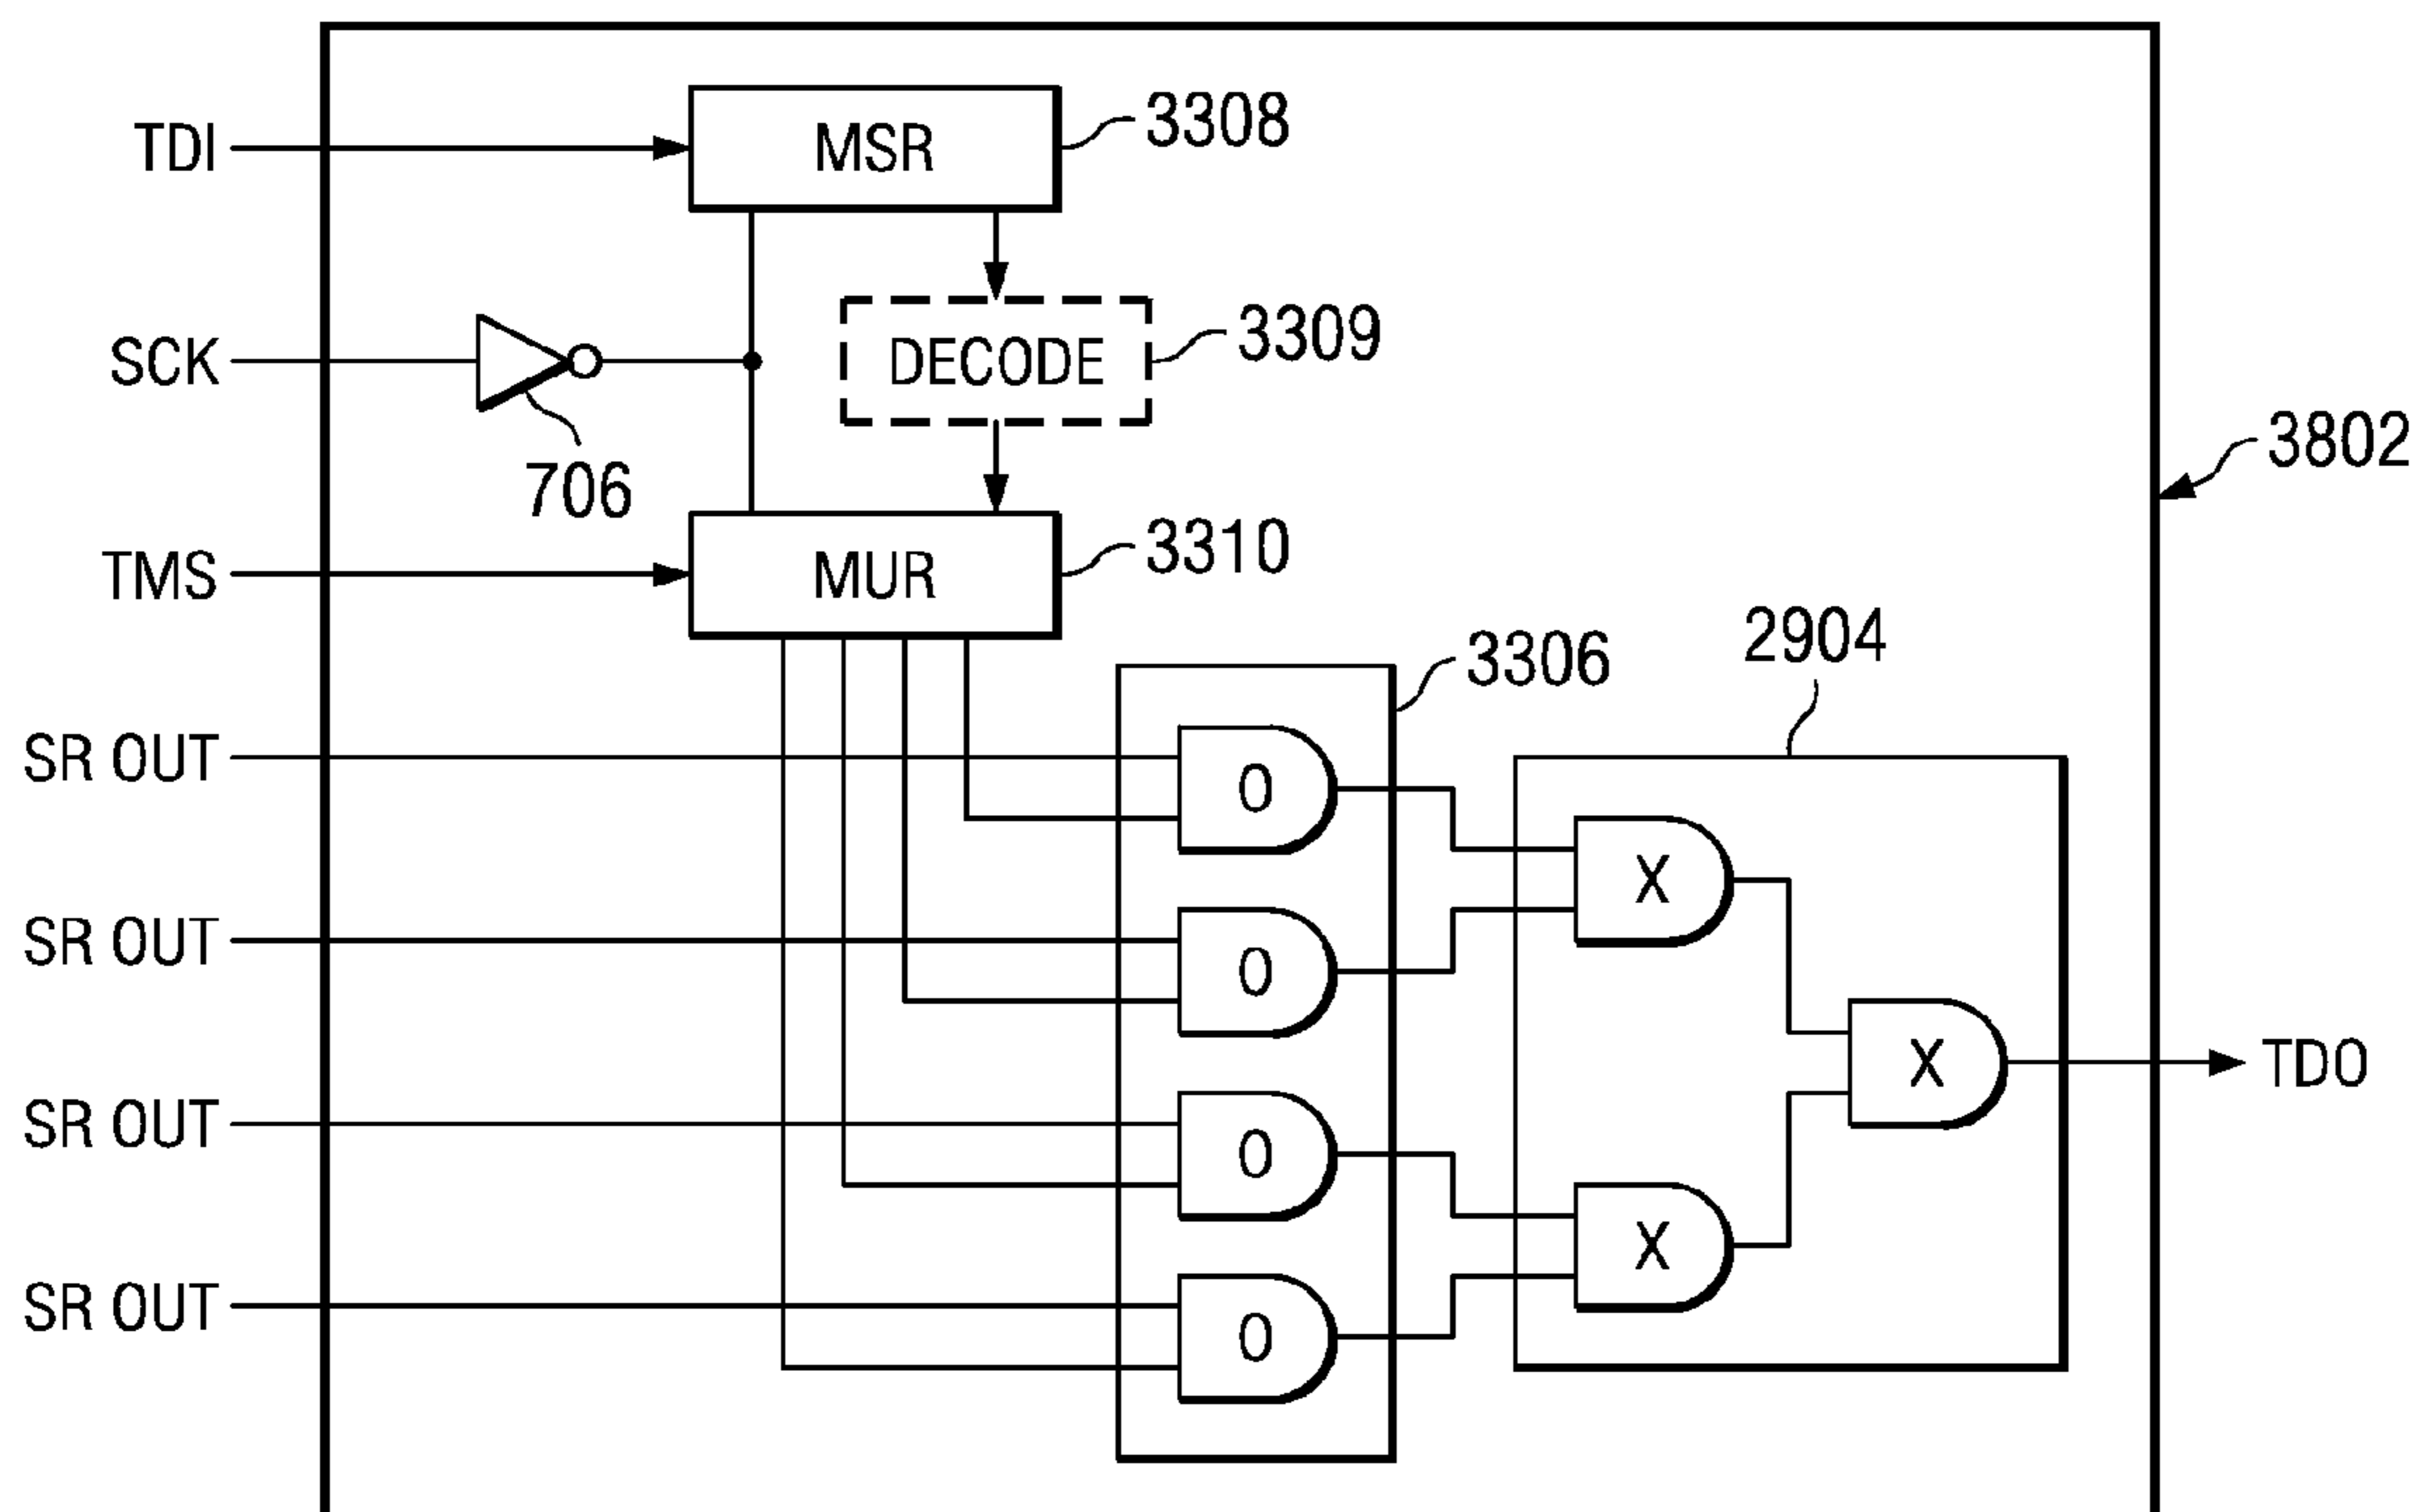 TDI
MSR
3308
SCK
706
DECODE
3309
3802
TMS
MUR
3310
3306
2904
SR OUT
O
X
SR OUT
O
X
TDO
SR OUT
O
X
SR OUT
O